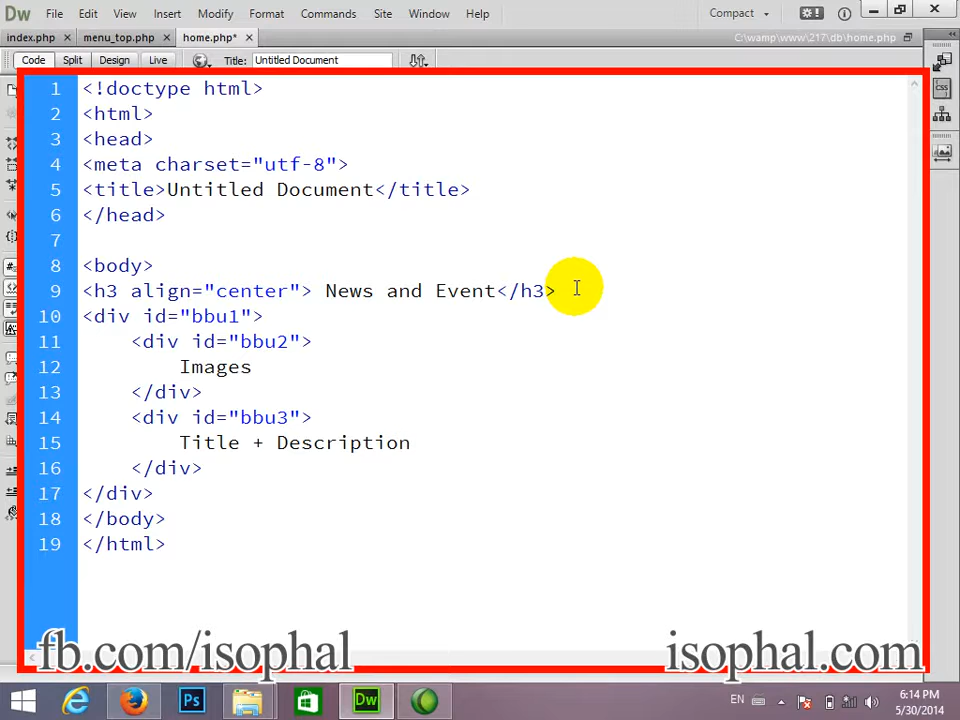 Dw File Edit View Insert Modify Format Commands Site Window Help Compact
index.php × menu_top.php × home.php* × C:\wamp\www\217\db\home.php
Code Split Design Live Title: Untitled Document
1 <!doctype html>
2 <html>
3 <head>
4 <meta charset="utf-8">
5 <title>Untitled Document</title>
6 </head>
7
8 <body>
9 <h3 align="center"> News and Event</h3>
10 <div id="bbu1">
11 <div id="bbu2">
12 Images
13 </div>
14 <div id="bbu3">
15 Title + Description
16 </div>
17 </div>
18 </body>
19 </html>
CSS
fb.com/isophal isophal.com
Ps Dw EN 6:14 PM
5/30/2014